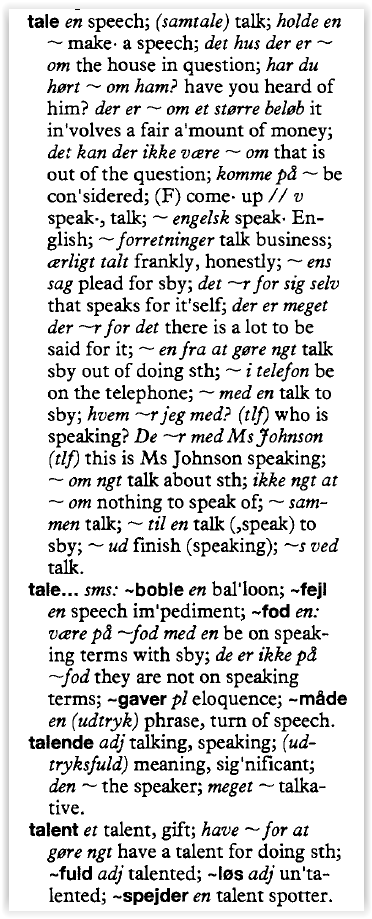 tale en speech; (samtale) talk; holde en
~ make· a speech; det hus der er ~
om the house in question; har du
hørt ~ om ham? have you heard of
him? der er ~ om et større beløb it
in'volves a fair a'mount of money;
det kan der ikke være ~ om that is
out of the question; komme på ~ be
con'sidered; (F) come· up // v
speak·, talk; ~ engelsk speak· En-
glish; ~ forretninger talk business;
ærligt talt frankly, honestly; ~ ens
sag plead for sby; det ~r for sig selv
that speaks for it'self; der er meget
der ~r for det there is a lot to be
said for it; ~ en fra at gøre ngt talk
sby out of doing sth; ~ i telefon be
on the telephone; ~ med en talk to
sby; hvem ~r jeg med? (tlf) who is
speaking? De ~r med Ms Johnson
(tlf) this is Ms Johnson speaking;
~ om ngt talk about sth; ikke ngt at
~ om nothing to speak of; ~ sam-
men talk; ~ til en talk (,speak) to
sby; ~ ud finish (speaking); ~s ved
talk.
tale... sms: ~boble en bal'loon; ~fejl
en speech im'pediment; ~fod en:
være på ~fod med en be on speak-
ing terms with sby; de er ikke på
~fod they are not on speaking
terms; ~gaver pl eloquence; ~måde
en (udtryk) phrase, turn of speech.
talende adj talking, speaking; (ud-
tryksfuld) meaning, sig'nificant;
den ~ the speaker; meget ~ talka-
tive.
talent et talent, gift; have ~ for at
gøre ngt have a talent for doing sth;
~fuld adj talented; ~løs adj un'ta-
lented; ~spejder en talent spotter.